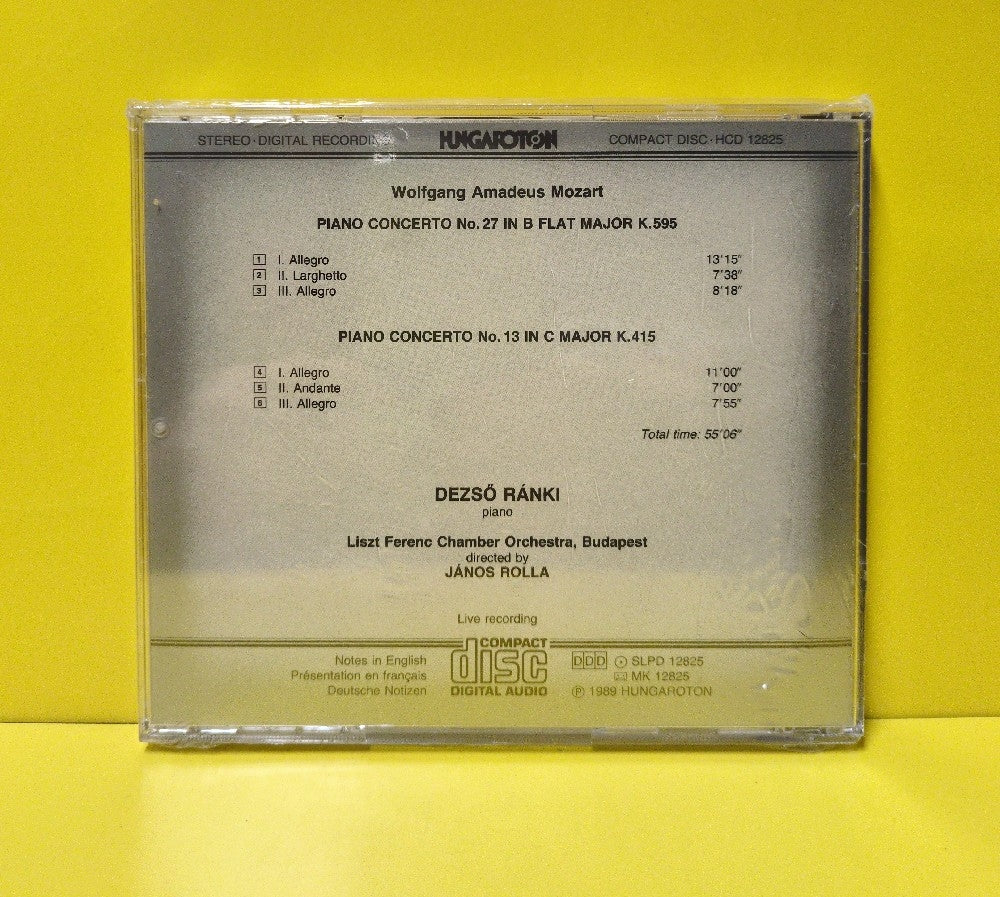 STEREO·DIGITAL RECORDING HUNGAROTON COMPACT DISC·HCD 12825
Wolfgang Amadeus Mozart
PIANO CONCERTO No. 27 IN B FLAT MAJOR K.595
1 I. Allegro 13'15"
2 II. Larghetto 7'38"
3 III. Allegro 8'18"
PIANO CONCERTO No. 13 IN C MAJOR K.415
4 I. Allegro 11'00"
5 II. Andante 7'00"
6 III. Allegro 7'55"
Total time: 55'06"
DEZSŐ RÁNKI
piano
Liszt Ferenc Chamber Orchestra, Budapest
directed by
JÁNOS ROLLA
Live recording
Notes in English
Présentation en français
Deutsche Notizen
COMPACT
disc
DIGITAL AUDIO
DDD SLPD 12825
MK 12825
℗ 1989 HUNGAROTON